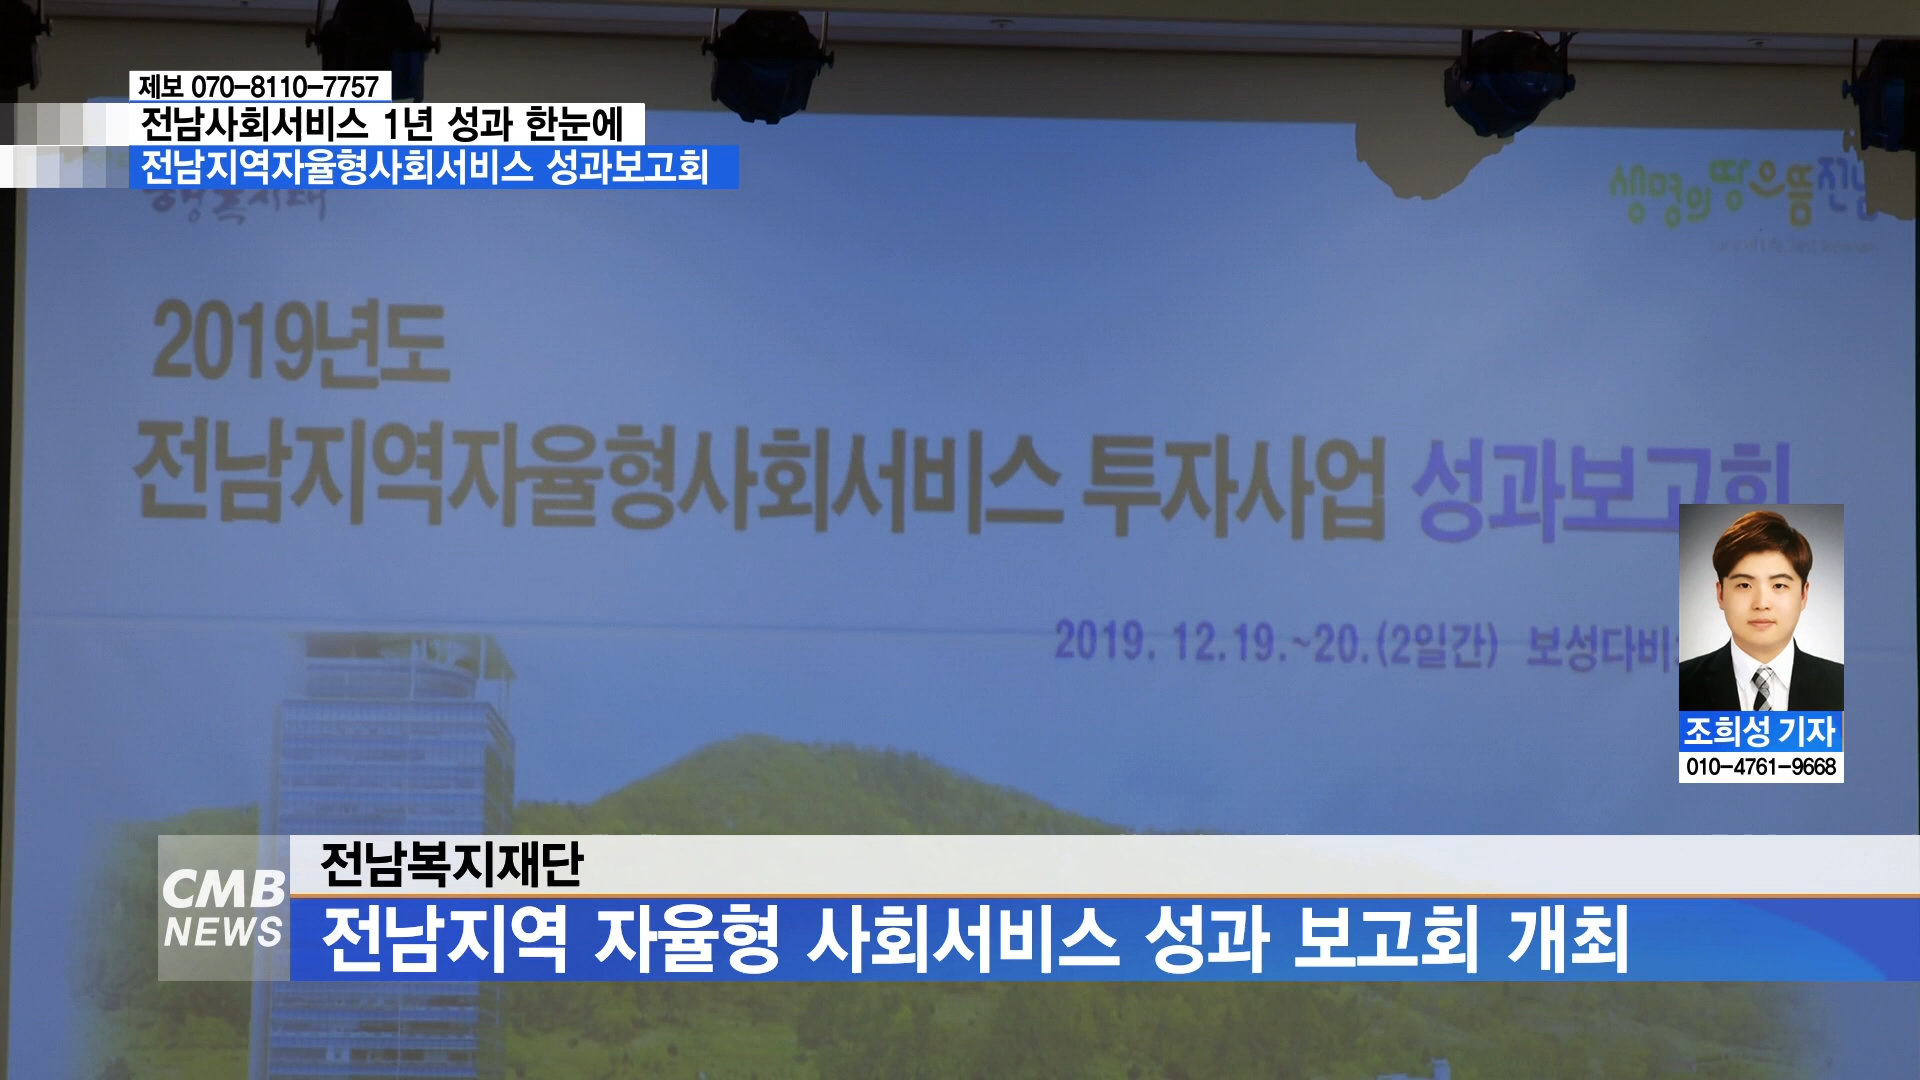 제보 070-8110-7757
전남사회서비스 1년 성과 한눈에
전남지역자율형사회서비스 성과보고회
생명의 땅 으뜸 전남
2019년도
전남지역자율형사회서비스 투자사업 성과보고회
2019. 12. 19.~20. (2일간) 보성다비
조희성 기자
010-4761-9668
전남복지재단
CMB
NEWS
전남지역 자율형 사회서비스 성과 보고회 개최